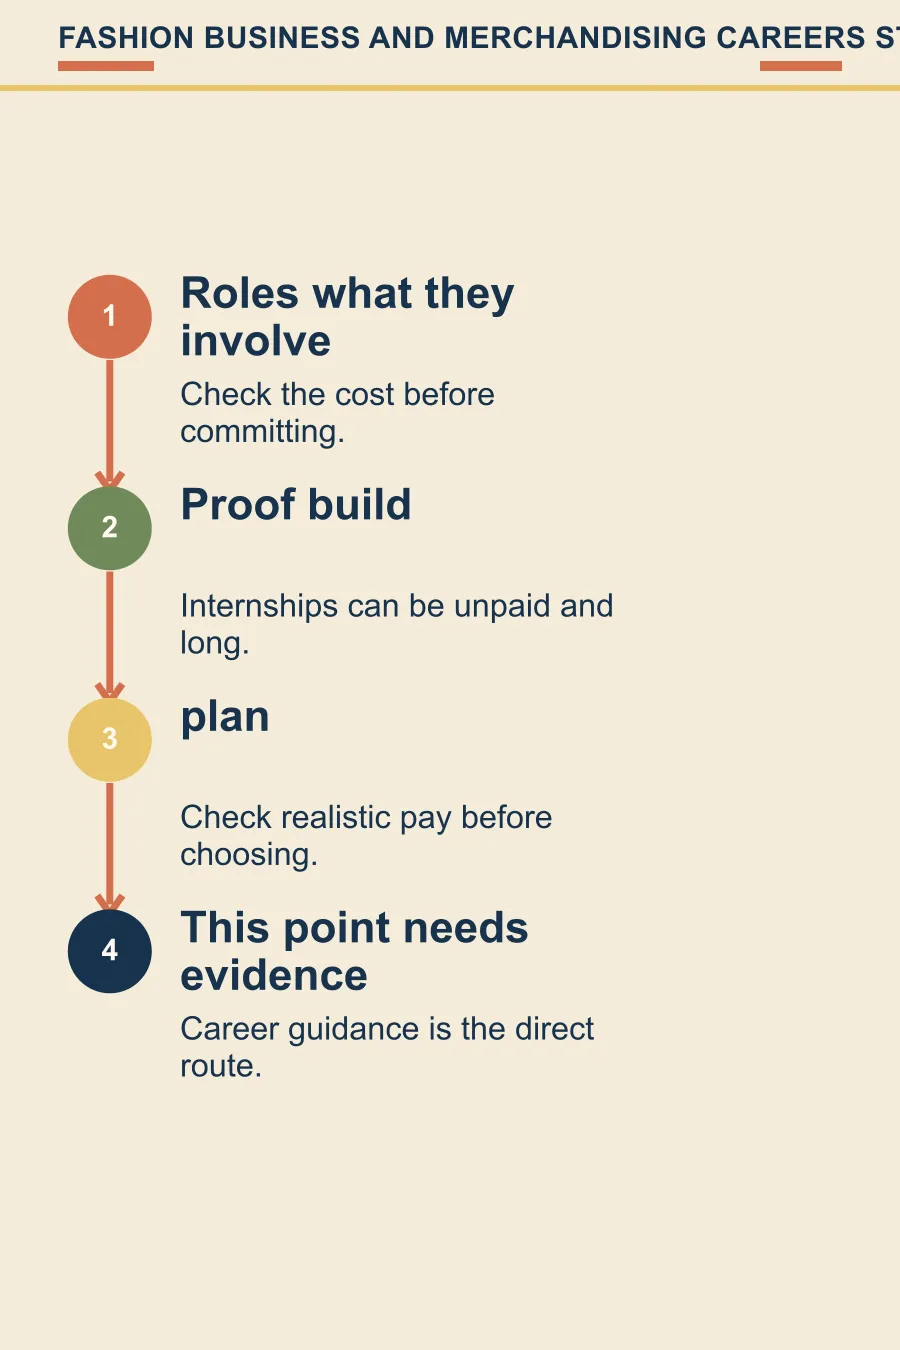 FASHION BUSINESS AND MERCHANDISING CAREERS ST
1
Roles what they
involve
Check the cost before
committing.
2
Proof build
Internships can be unpaid and
long.
3
plan
Check realistic pay before
choosing.
4
This point needs
evidence
Career guidance is the direct
route.